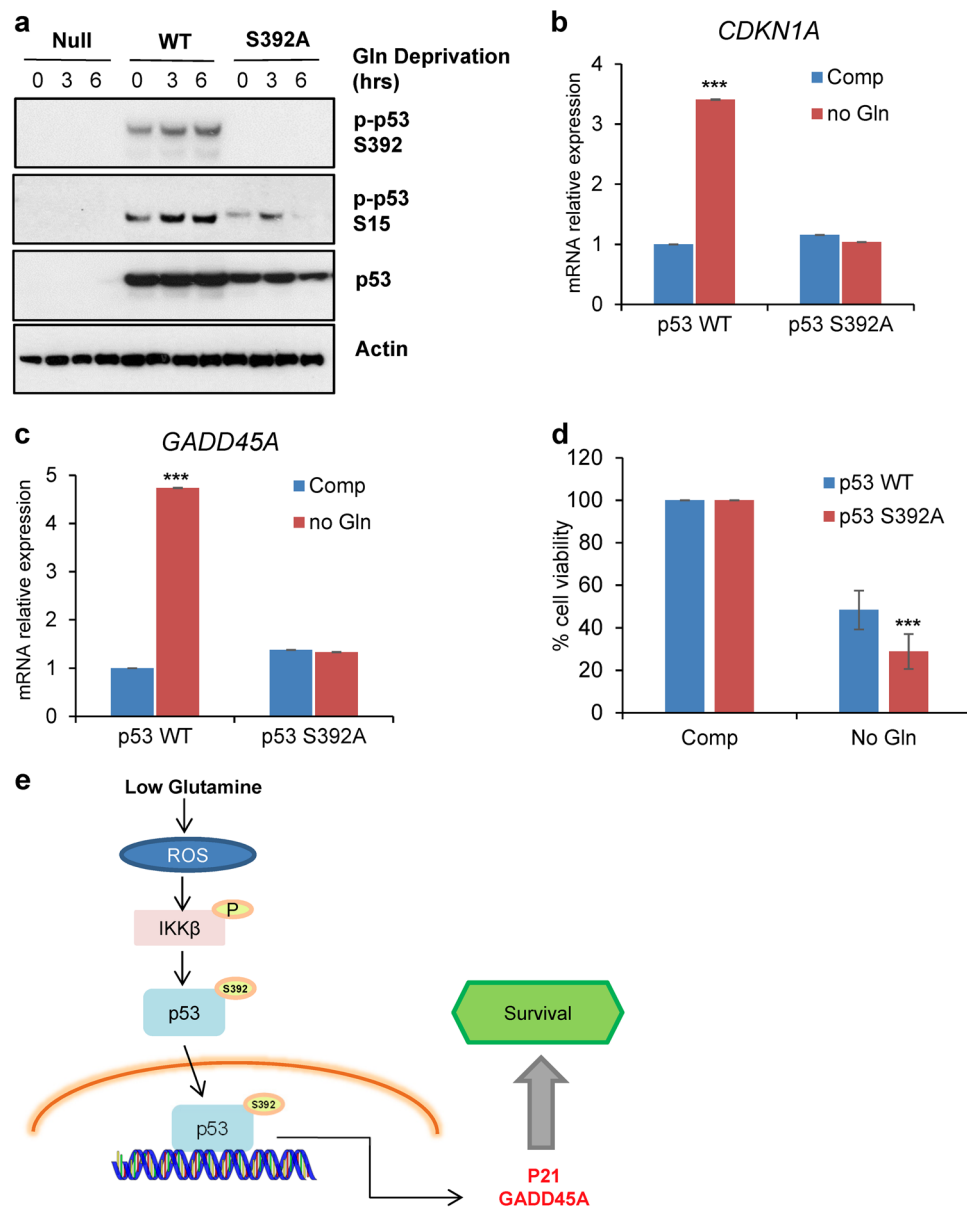 a
Null WT S392A
0 3 6 0 3 6 0 3 6
Gln Deprivation
(hrs)
p-p53
S392
p-p53
S15
p53
Actin
b
CDKN1A
mRNA relative expression
4
3
2
1
0
***
Comp
no Gln
p53 WT p53 S392A
c
GADD45A
mRNA relative expression
5
4
3
2
1
0
***
Comp
no Gln
p53 WT p53 S392A
d
% cell viability
120
100
80
60
40
20
0
p53 WT
p53 S392A
***
Comp No Gln
e
Low Glutamine
ROS
P
IKKβ
S392
p53
Survival
S392
p53
P21
GADD45A